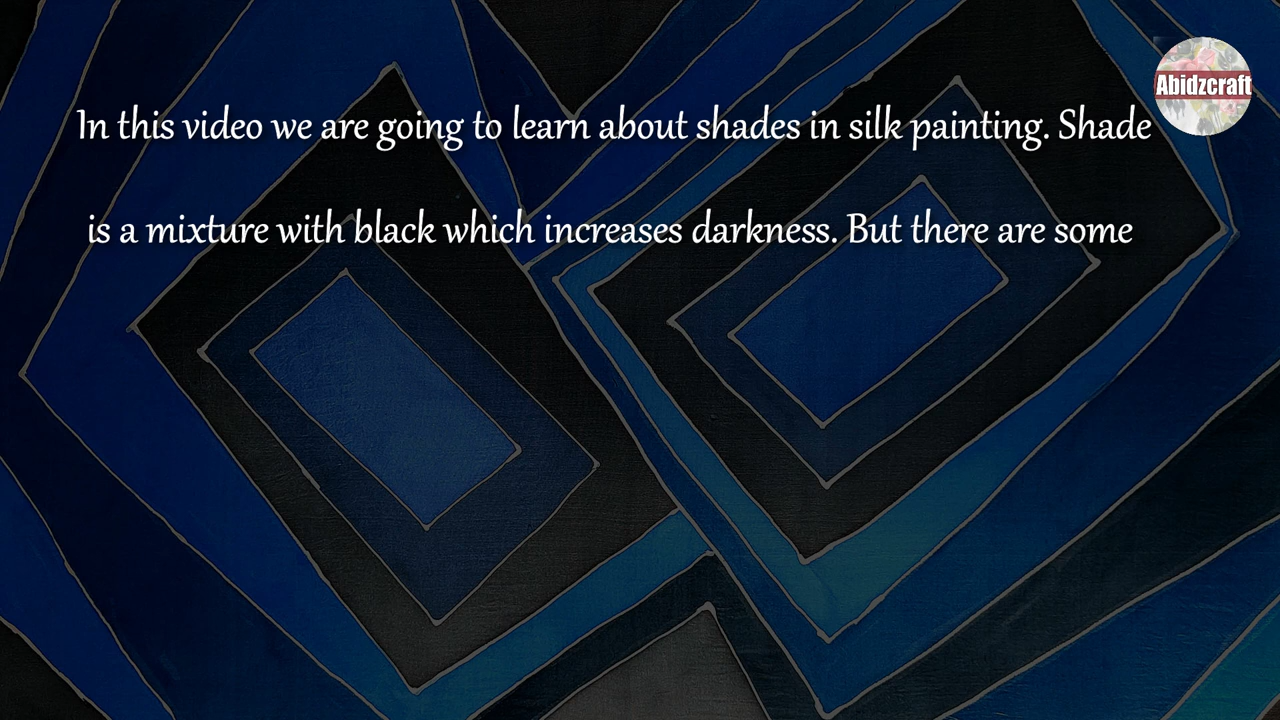 In this video we are going to learn about shades in silk painting. Shade
is a mixture with black which increases darkness. But there are some
Abidzcraft